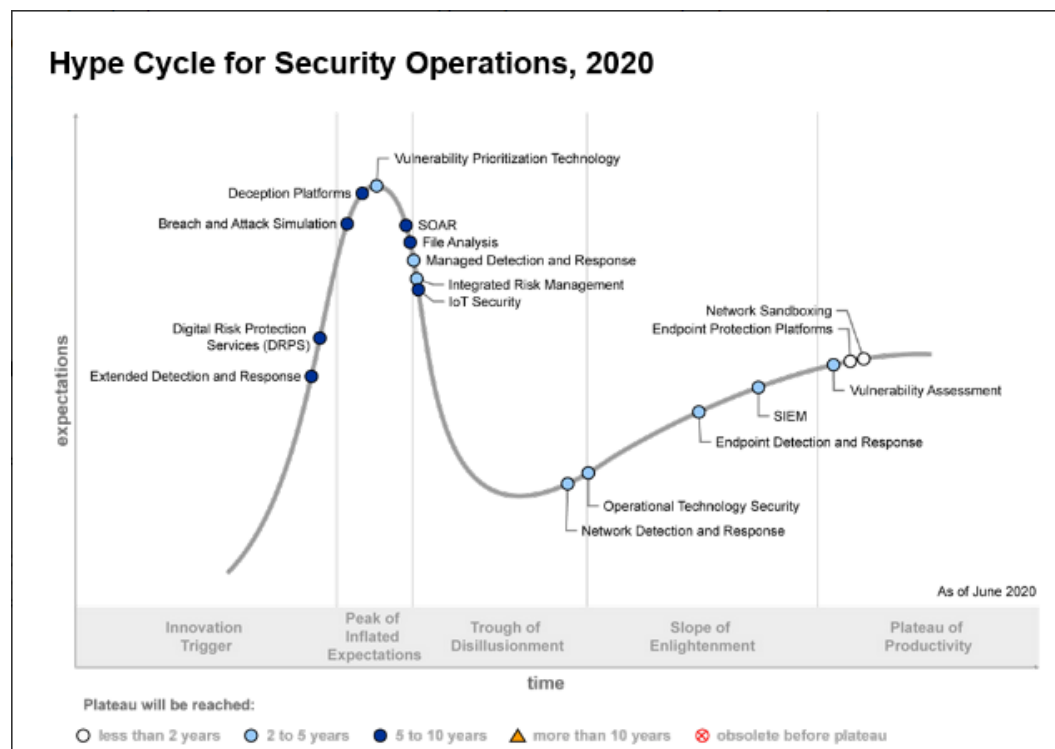 Hype Cycle for Security Operations, 2020
Vulnerability Prioritization Technology
Deception Platforms
Breach and Attack Simulation
SOAR
File Analysis
Managed Detection and Response
Integrated Risk Management
IoT Security
Digital Risk Protection
Services (DRPS)
Extended Detection and Response
Network Sandboxing
Endpoint Protection Platforms
Vulnerability Assessment
SIEM
Endpoint Detection and Response
Operational Technology Security
Network Detection and Response
expectations
As of June 2020
Innovation
Trigger
Peak of
Inflated
Expectations
Trough of
Disillusionment
Slope of
Enlightenment
Plateau of
Productivity
time
Plateau will be reached:
less than 2 years
2 to 5 years
5 to 10 years
more than 10 years
obsolete before plateau